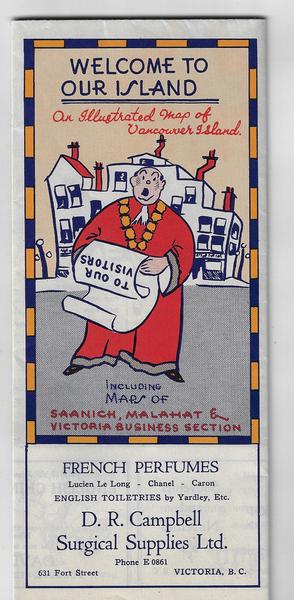 WELCOME TO
OUR ISLAND
An Illustrated Map of
Vancouver Island.
TO OUR
VISITORS
INCLUDING
MAPS OF
SAANICH, MALAHAT &
VICTORIA BUSINESS SECTION
FRENCH PERFUMES
Lucien Le Long - Chanel - Caron
ENGLISH TOILETRIES by Yardley, Etc.
D. R. Campbell
Surgical Supplies Ltd.
Phone E 0861
631 Fort Street VICTORIA, B. C.